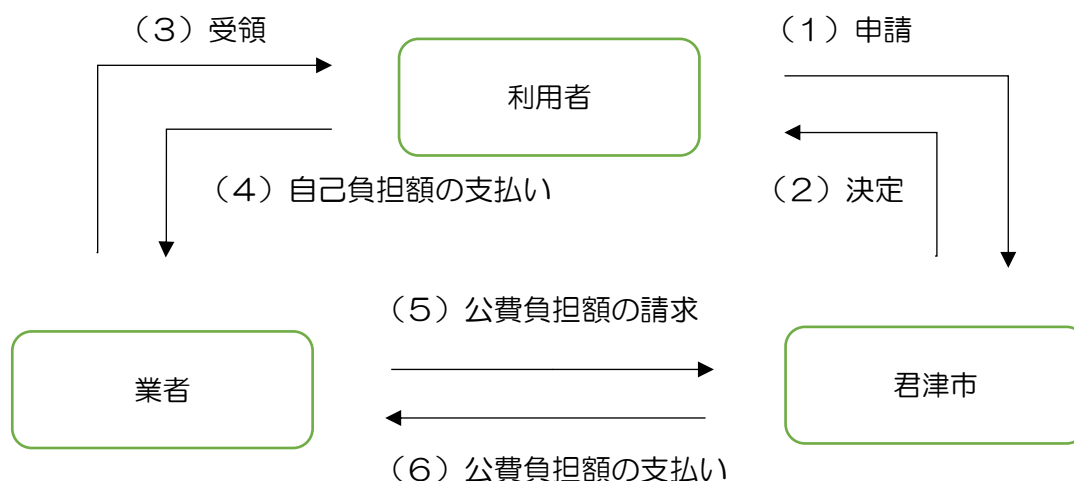 （３）受領
（１）申請
利用者
（４）自己負担額の支払い
（２）決定
（５）公費負担額の請求
業者
君津市
（６）公費負担額の支払い